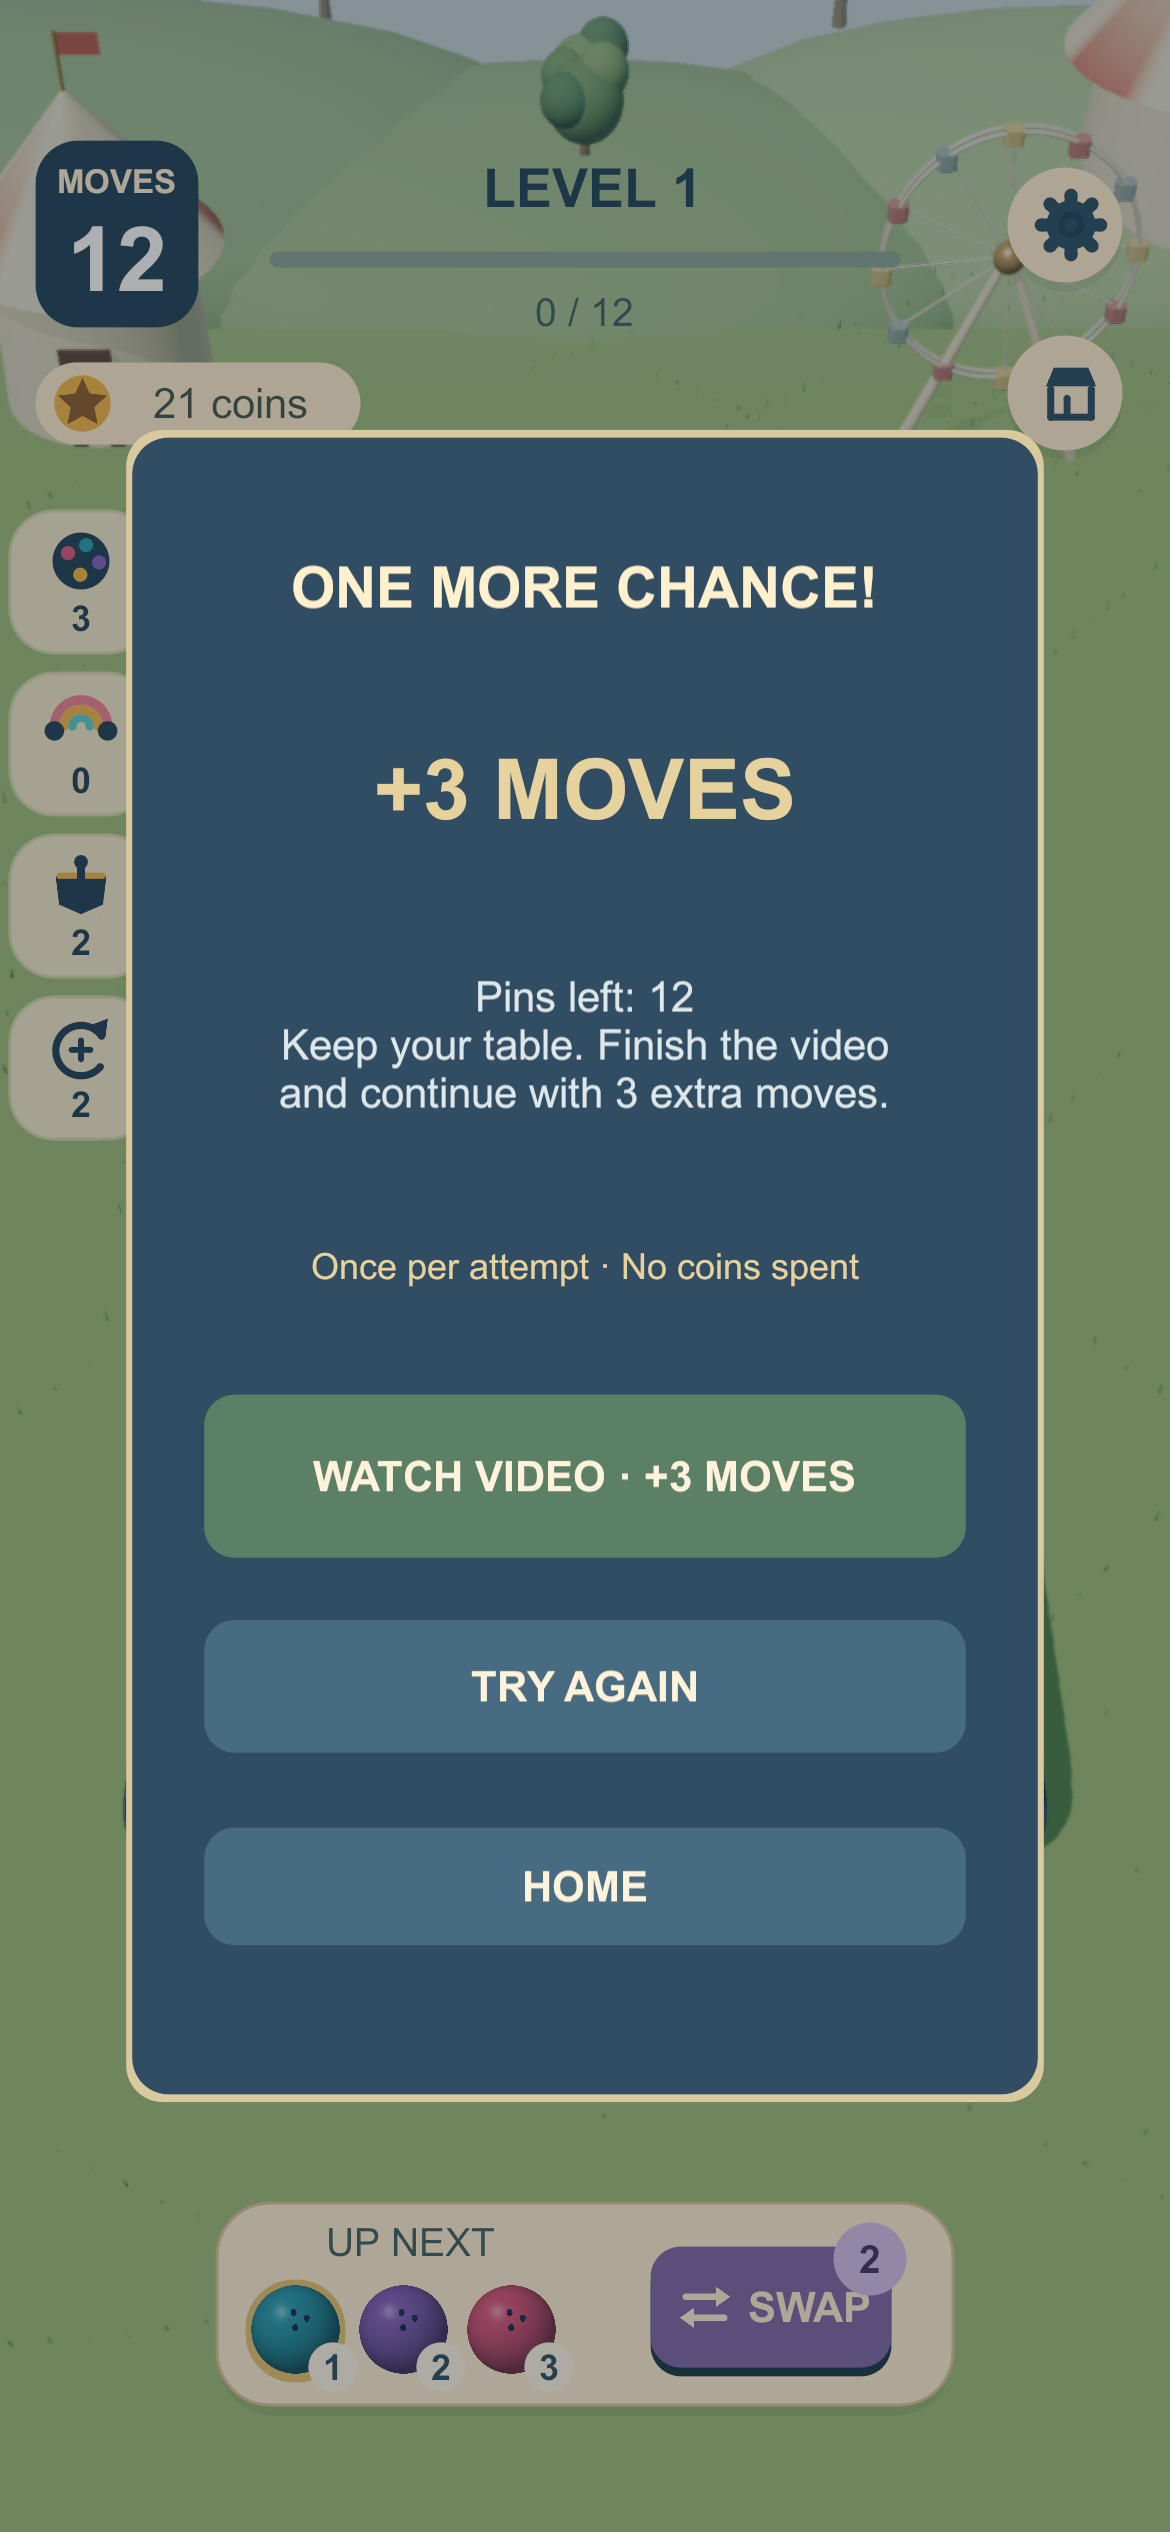 MOVES
12
LEVEL 1
0 / 12
21 coins
3
0
2
2
ONE MORE CHANCE!
+3 MOVES
Pins left: 12
Keep your table. Finish the video
and continue with 3 extra moves.
Once per attempt · No coins spent
WATCH VIDEO · +3 MOVES
TRY AGAIN
HOME
UP NEXT
1
2
3
SWAP
2